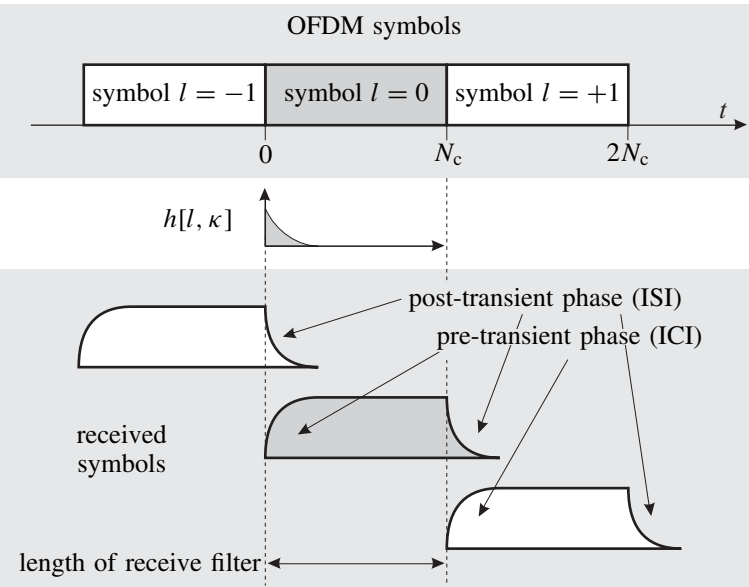 OFDM symbols
symbol l = −1
symbol l = 0
symbol l = +1
t
0
N_c
2N_c
h[l, κ]
post-transient phase (ISI)
pre-transient phase (ICI)
received
symbols
length of receive filter